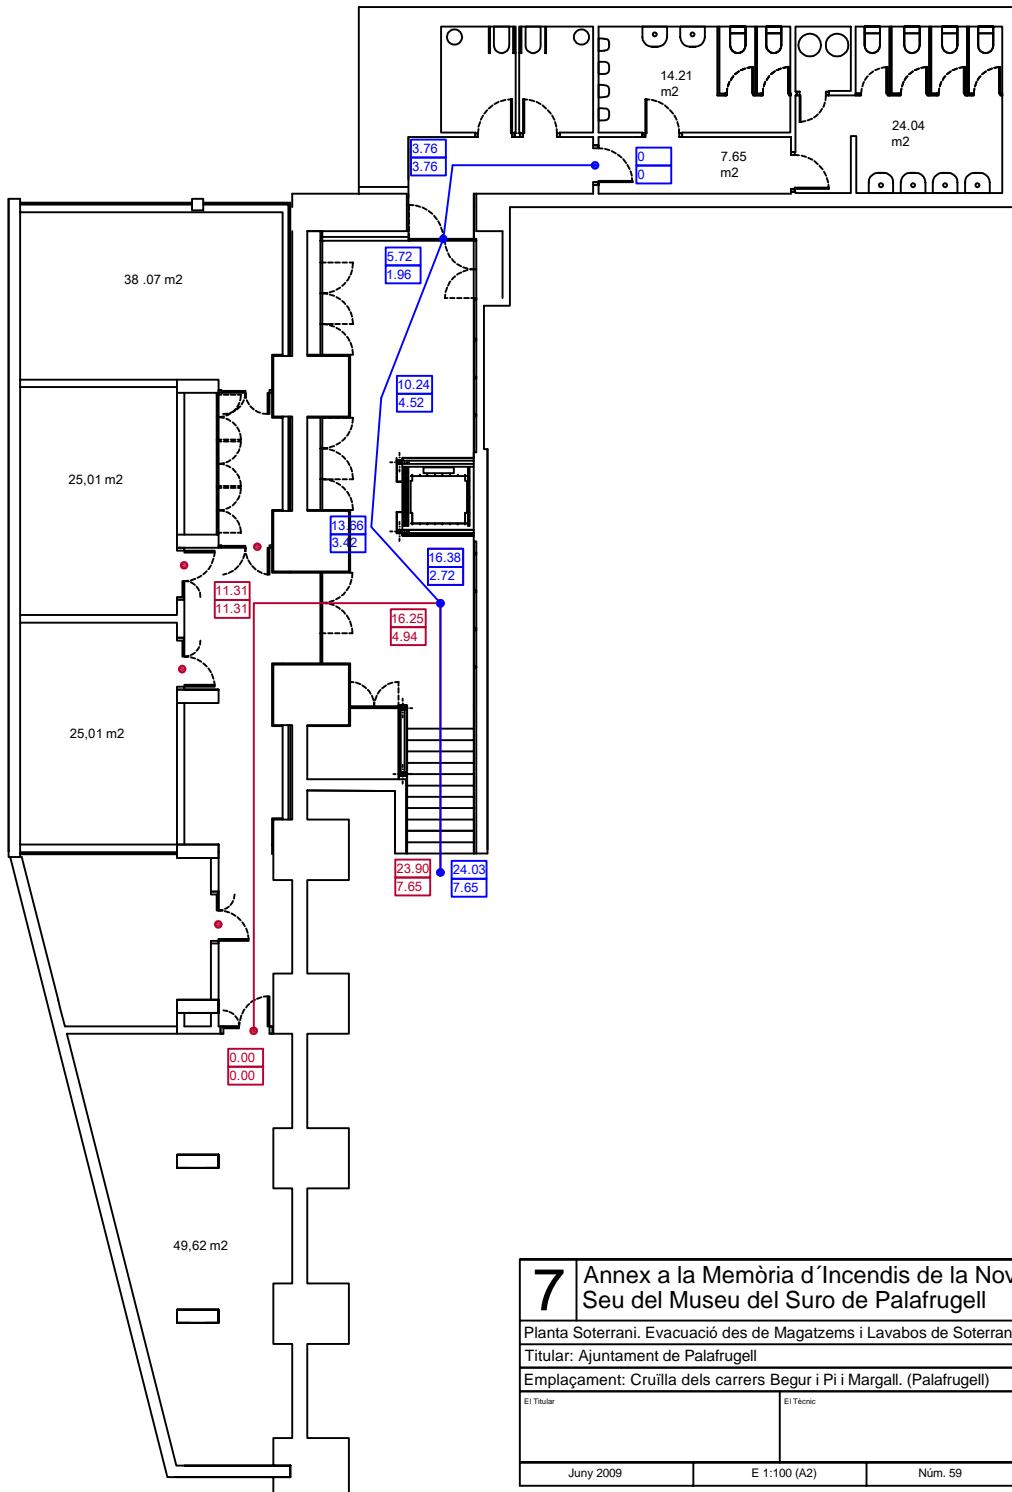 14.21
m2
24.04
m2
3.76
3.76
0
0
7.65
m2
38 .07 m2
5.72
1.96
10.24
4.52
25,01 m2
13.66
3.42
16.38
2.72
11.31
11.31
16.25
4.94
25,01 m2
23.90
7.65
24.03
7.65
0.00
0.00
49,62 m2
7
Annex a la Memòria d´Incendis de la Nov
Seu del Museu del Suro de Palafrugell
Planta Soterrani. Evacuació des de Magatzems i Lavabos de Soterran
Titular: Ajuntament de Palafrugell
Emplaçament: Cruïlla dels carrers Begur i Pi i Margall. (Palafrugell)
El Titular
El Tècnic
Juny 2009
E 1:100 (A2)
Núm. 59